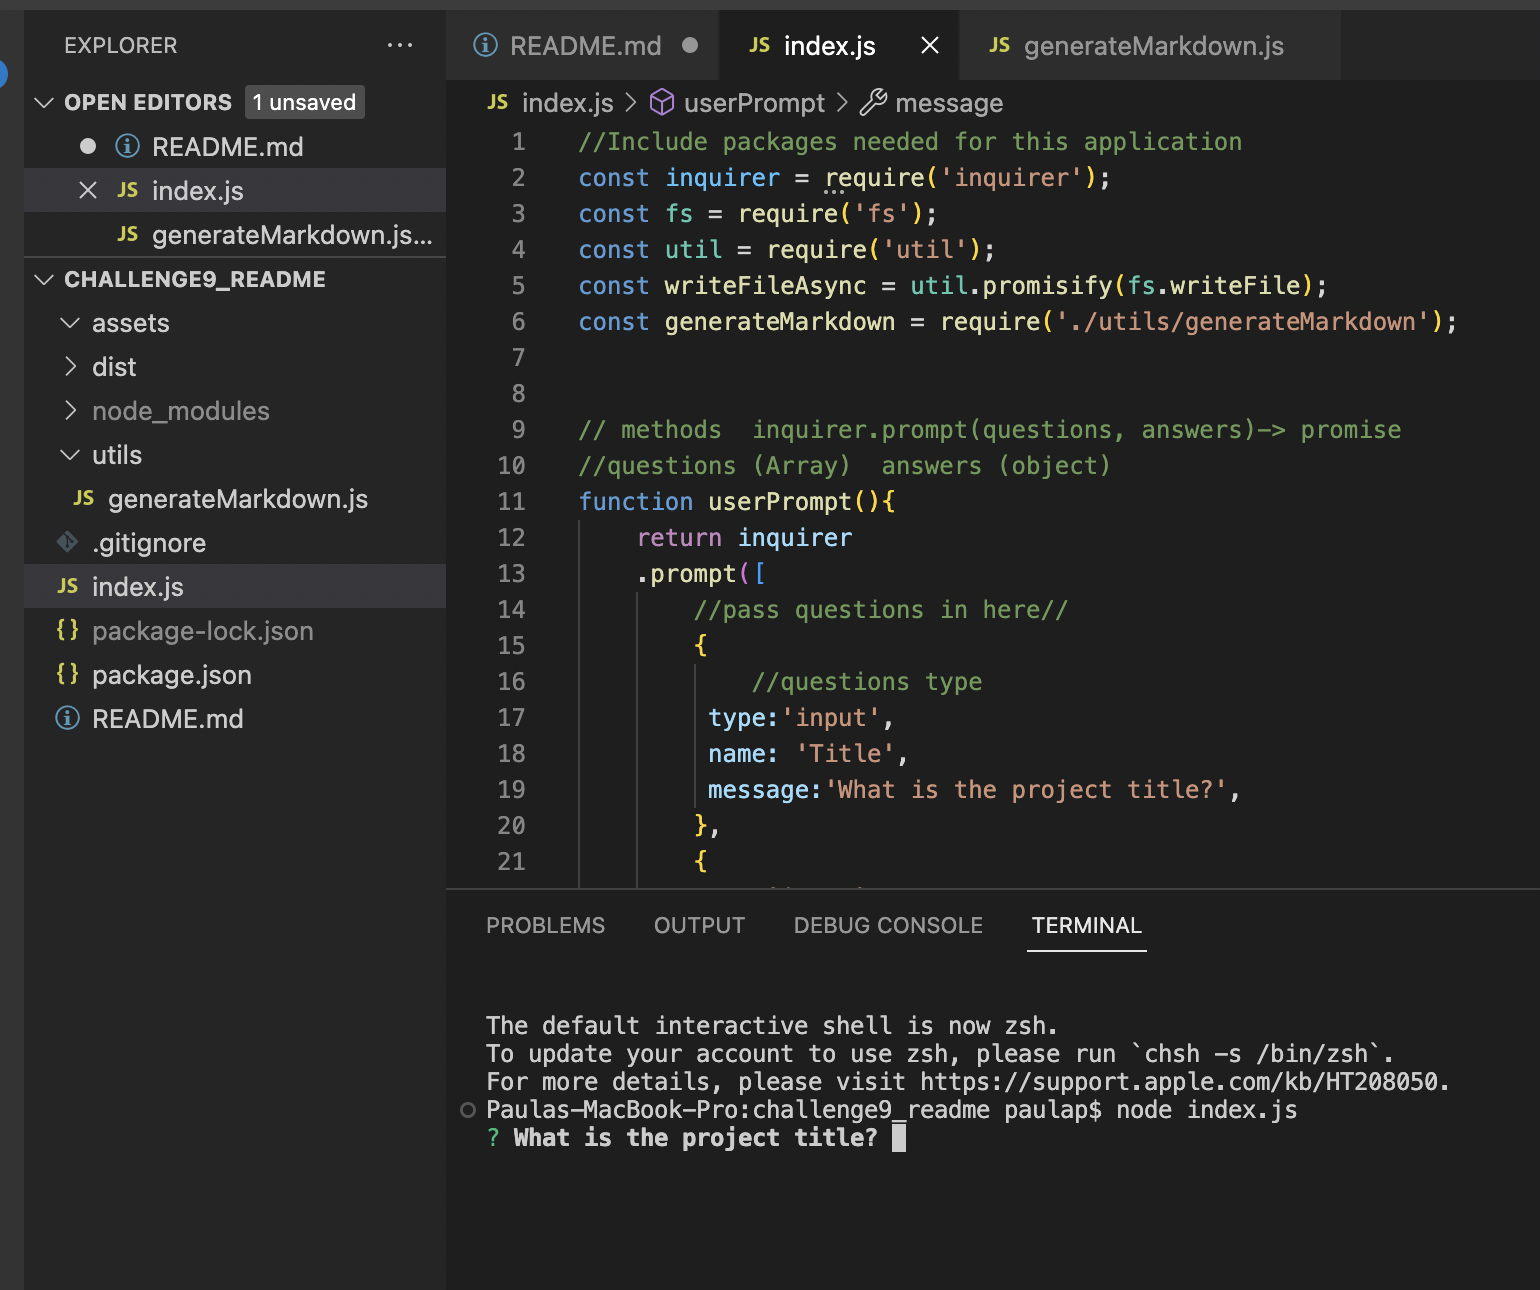 EXPLORER
OPEN EDITORS 1 unsaved
README.md
JS index.js
JS generateMarkdown.js...
CHALLENGE9_README
assets
dist
node_modules
utils
JS generateMarkdown.js
.gitignore
JS index.js
{} package-lock.json
{} package.json
README.md
README.md
JS index.js
JS generateMarkdown.js
JS index.js > userPrompt > message
1 //Include packages needed for this application
2 const inquirer = require('inquirer');
3 const fs = require('fs');
4 const util = require('util');
5 const writeFileAsync = util.promisify(fs.writeFile);
6 const generateMarkdown = require('./utils/generateMarkdown');
7
8
9 // methods  inquirer.prompt(questions, answers)-> promise
10 //questions (Array)  answers (object)
11 function userPrompt(){
12     return inquirer
13     .prompt([
14         //pass questions in here//
15         {
16             //questions type
17          type:'input',
18          name: 'Title',
19          message:'What is the project title?',
20         },
21         {
PROBLEMS OUTPUT DEBUG CONSOLE TERMINAL
The default interactive shell is now zsh.
To update your account to use zsh, please run `chsh -s /bin/zsh`.
For more details, please visit https://support.apple.com/kb/HT208050.
Paulas-MacBook-Pro:challenge9_readme paulap$ node index.js
? What is the project title?